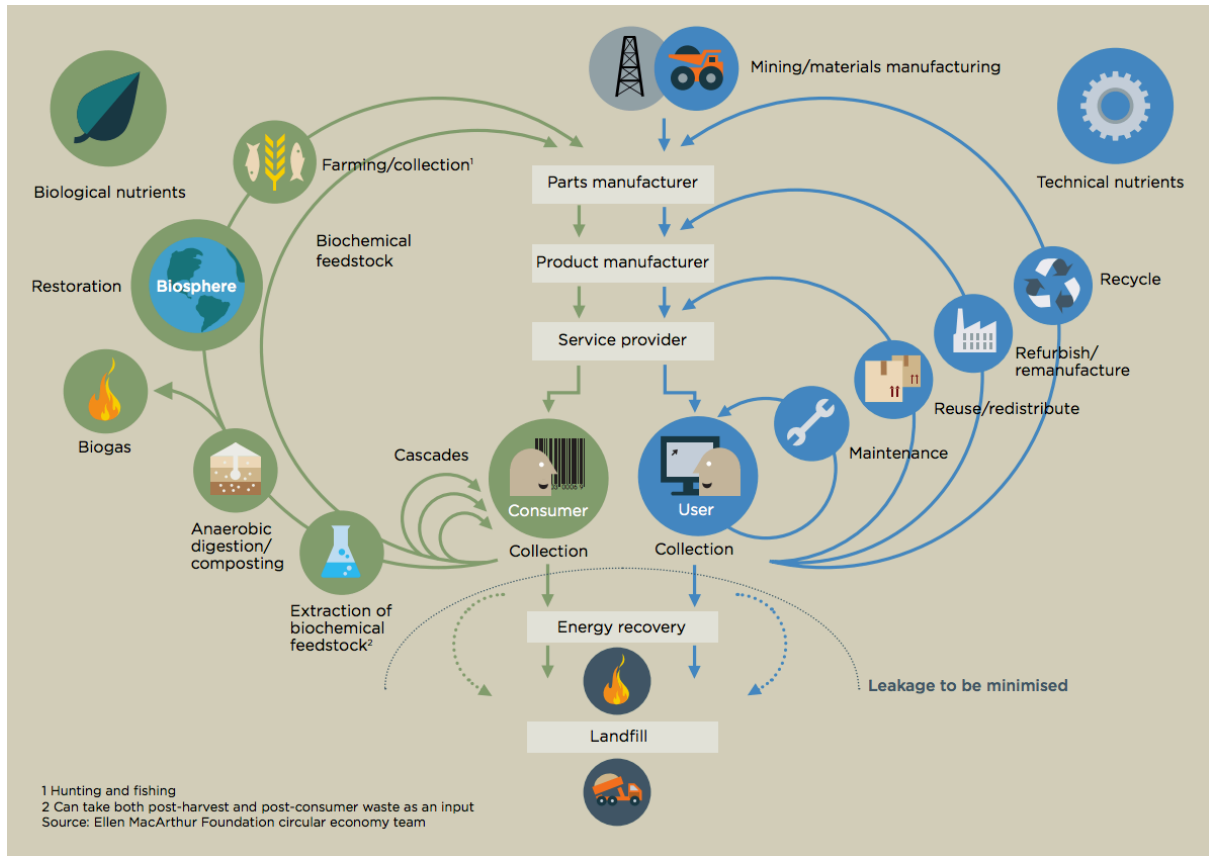 Mining/materials manufacturing
Biological nutrients
Farming/collection¹
Parts manufacturer
Technical nutrients
Biochemical
feedstock
Product manufacturer
Restoration
Biosphere
Recycle
Service provider
Refurbish/
remanufacture
Reuse/redistribute
Biogas
Cascades
Maintenance
Consumer
User
Anaerobic
digestion/
composting
Collection
Collection
Extraction of
biochemical
feedstock²
Energy recovery
Leakage to be minimised
Landfill
1 Hunting and fishing
2 Can take both post-harvest and post-consumer waste as an input
Source: Ellen MacArthur Foundation circular economy team